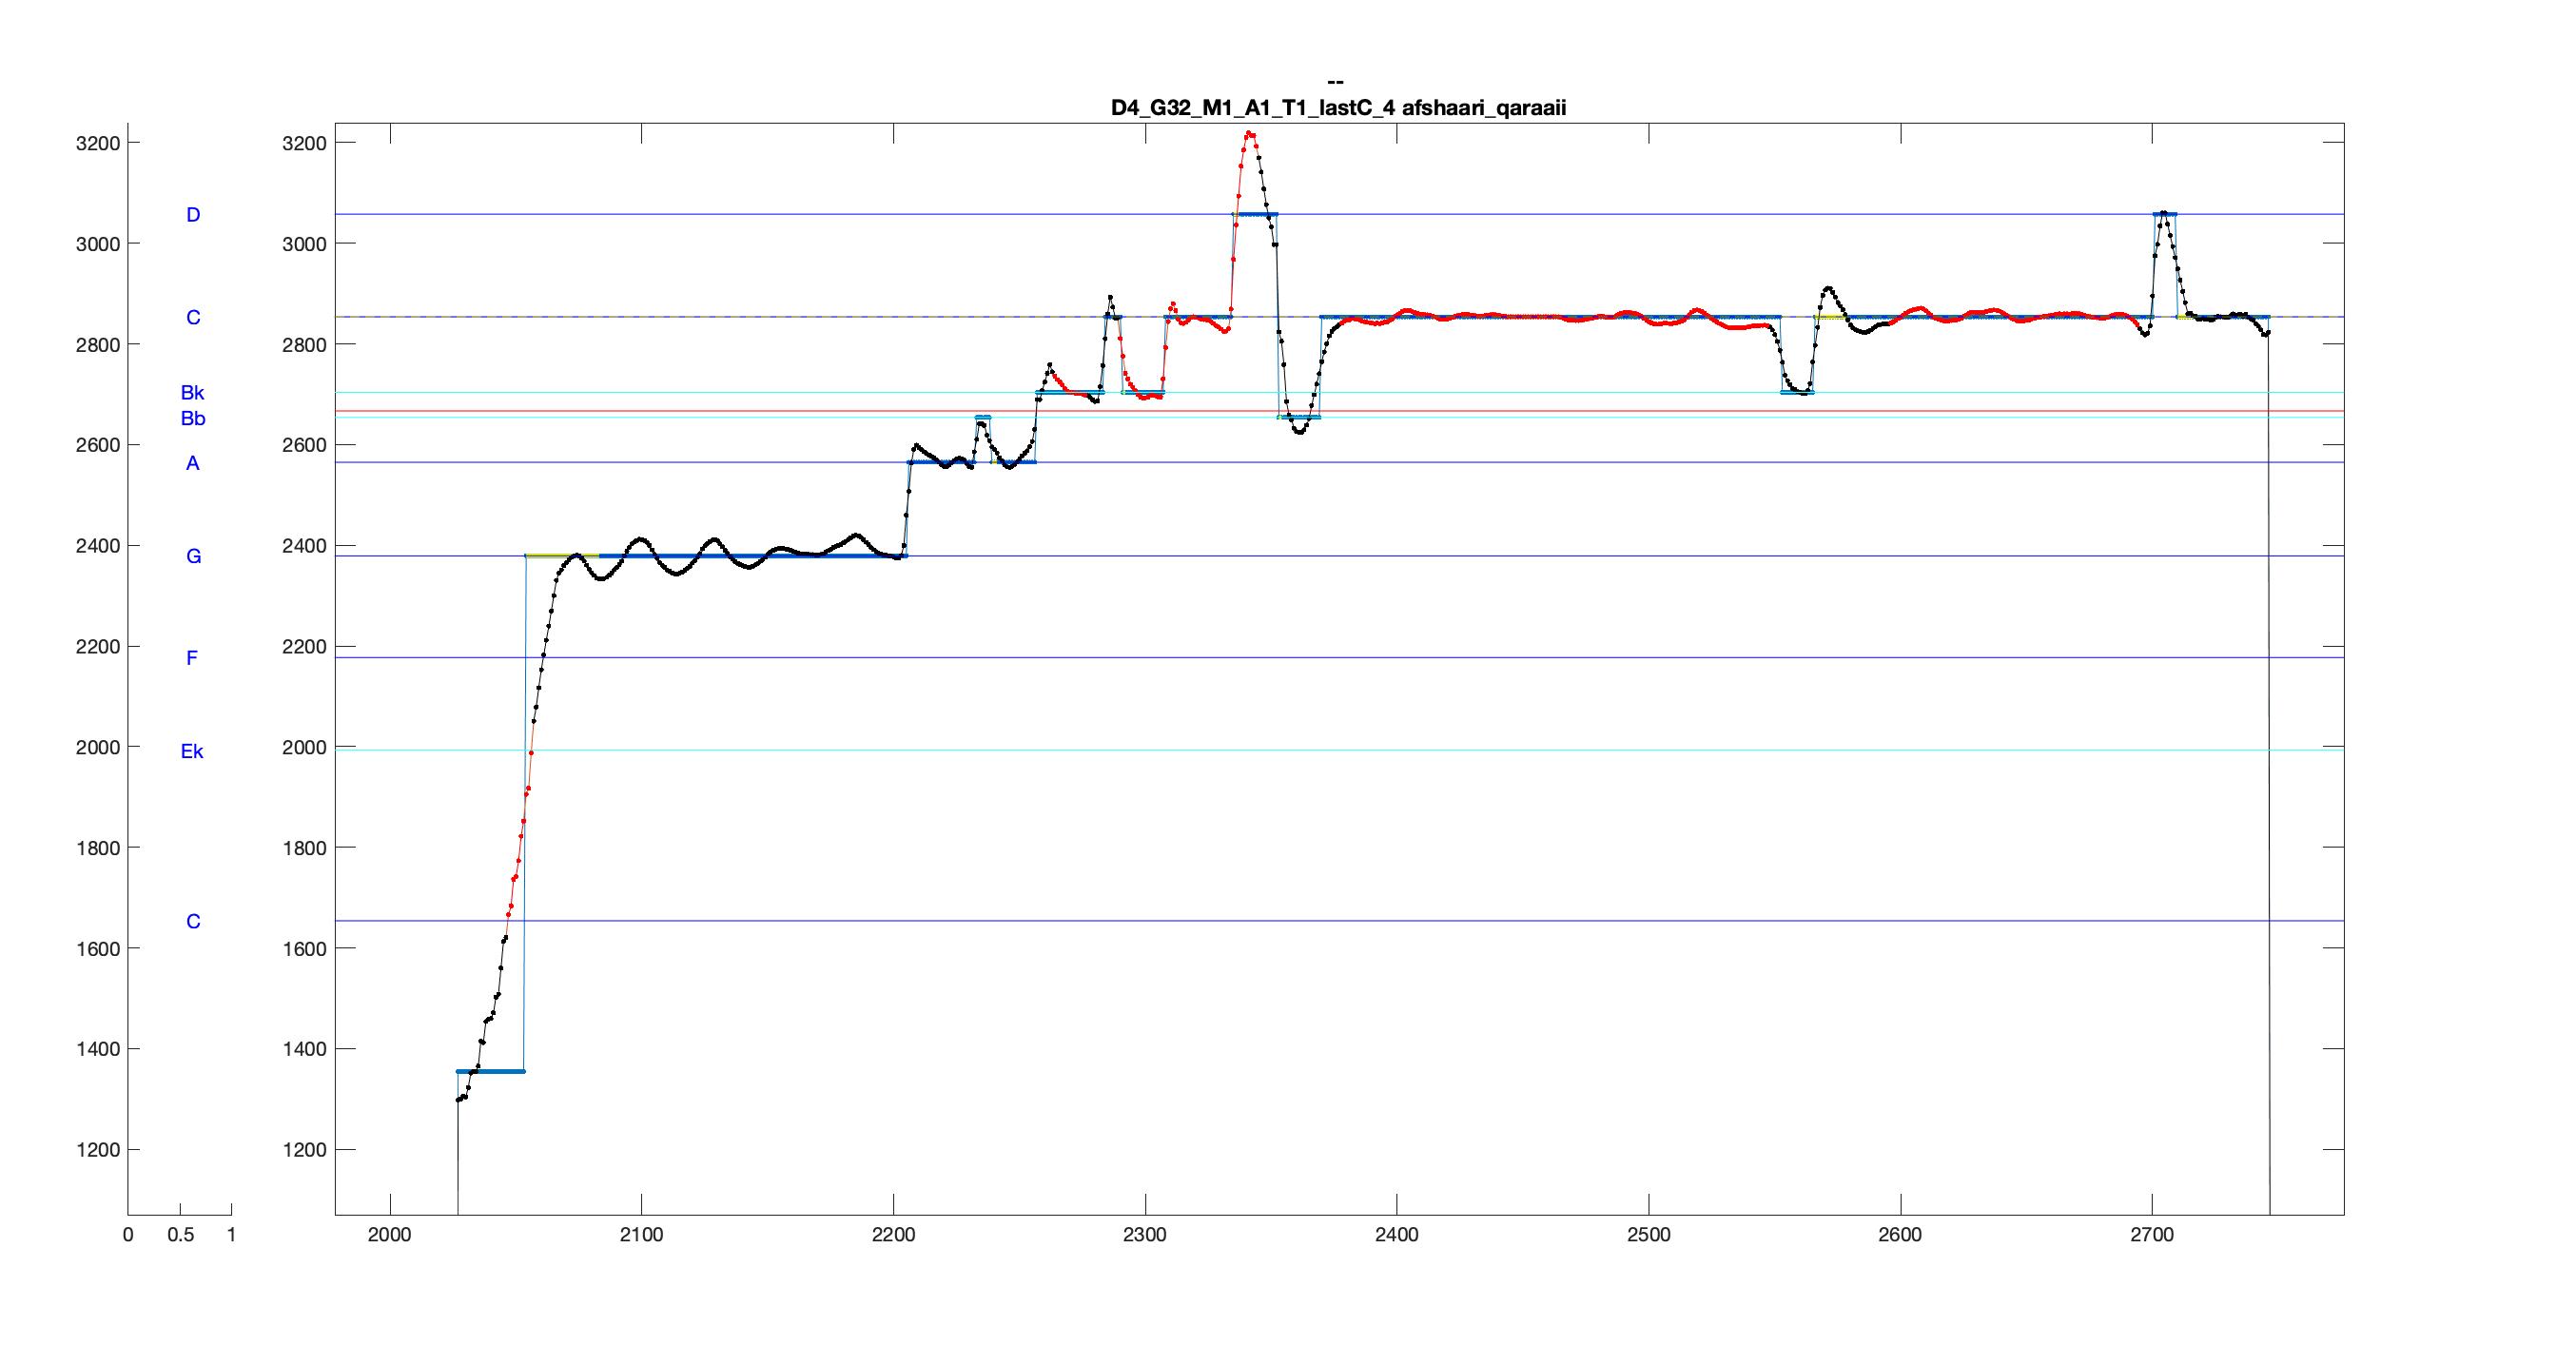 --
D4_G32_M1_A1_T1_lastC_4 afshaari_qaraaii
3200 3200
D
3000 3000
C
2800 2800
Bk
Bb
2600 2600
A
2400 2400
G
F
2200 2200
Ek
2000 2000
1800 1800
C
1600 1600
1400 1400
1200 1200
0 0.5 1 2000 2100 2200 2300 2400 2500 2600 2700